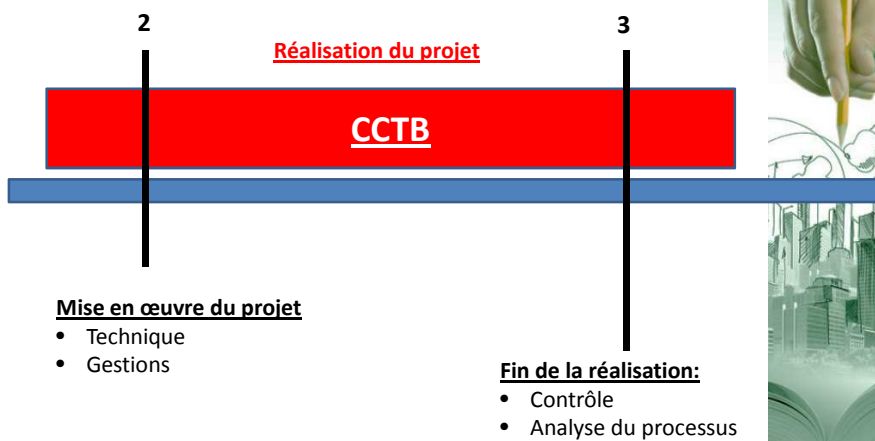 2
3
Réalisation du projet
CCTB
Mise en œuvre du projet
• Technique
• Gestions
Fin de la réalisation:
• Contrôle
• Analyse du processus